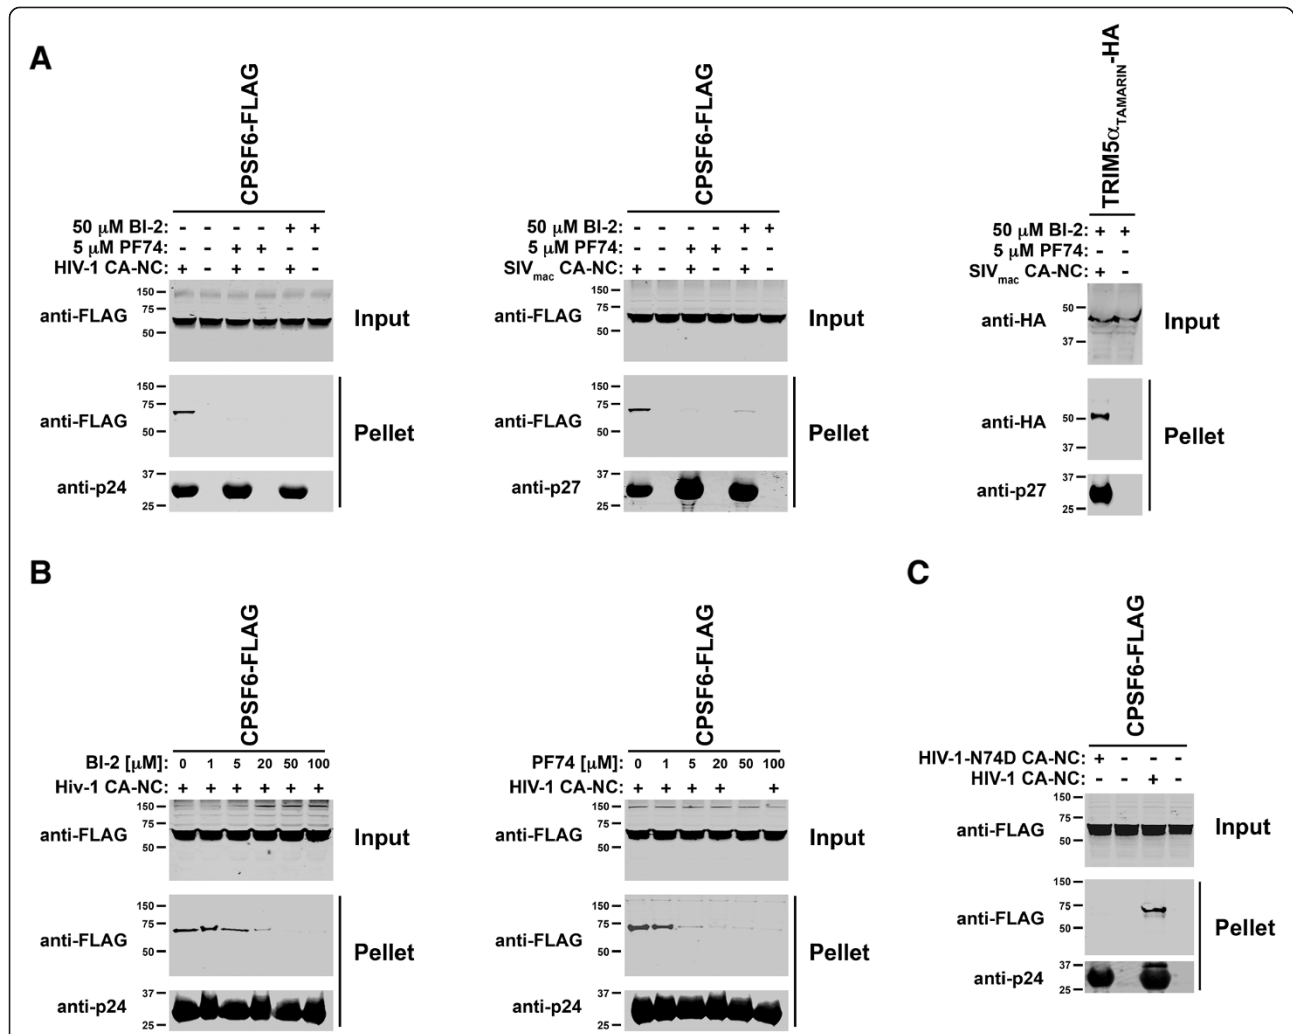 A
CPSF6-FLAG
50 μM BI-2: - - - - + +
5 μM PF74: - - + + - -
HIV-1 CA-NC: + - + - + -
anti-FLAG
150
75
50
Input
anti-FLAG
150
75
50
Pellet
anti-p24
37
25
CPSF6-FLAG
50 μM BI-2: - - - - + +
5 μM PF74: - - + + - -
SIVmac CA-NC: + - + - + -
anti-FLAG
150
75
50
Input
anti-FLAG
150
75
50
Pellet
anti-p27
37
25
TRIM5αTAMARIN-HA
50 μM BI-2: + +
5 μM PF74: - -
SIVmac CA-NC: + -
anti-HA
50
37
Input
anti-HA
50
37
Pellet
anti-p27
37
25
B
CPSF6-FLAG
BI-2 [μM]: 0 1 5 20 50 100
Hiv-1 CA-NC: + + + + + +
anti-FLAG
150
75
50
Input
anti-FLAG
150
75
50
Pellet
anti-p24
37
25
CPSF6-FLAG
PF74 [μM]: 0 1 5 20 50 100
HIV-1 CA-NC: + + + + +
anti-FLAG
150
75
50
Input
anti-FLAG
150
75
50
Pellet
anti-p24
37
25
C
CPSF6-FLAG
HIV-1-N74D CA-NC: + - - -
HIV-1 CA-NC: - - + -
anti-FLAG
150
75
50
Input
anti-FLAG
150
75
50
Pellet
anti-p24
37
25